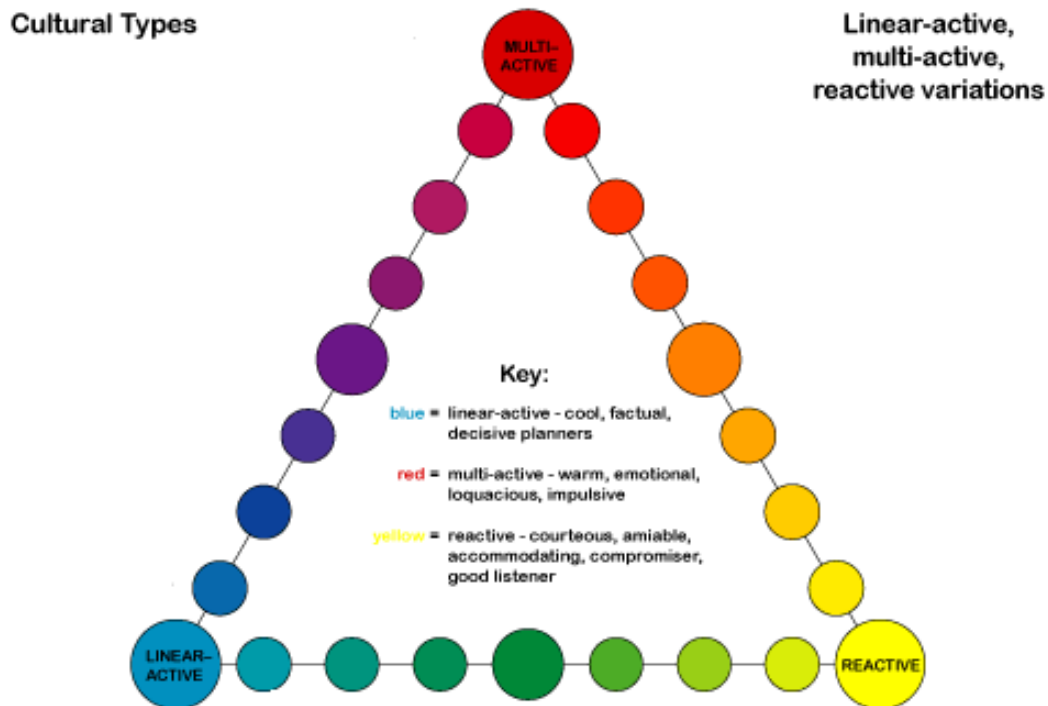 Cultural Types
Linear-active,
multi-active,
reactive variations
MULTI-
ACTIVE
Key:
blue = linear-active - cool, factual,
decisive planners
red = multi-active - warm, emotional,
loquacious, impulsive
yellow = reactive - courteous, amiable,
accommodating, compromiser,
good listener
LINEAR-
ACTIVE
REACTIVE